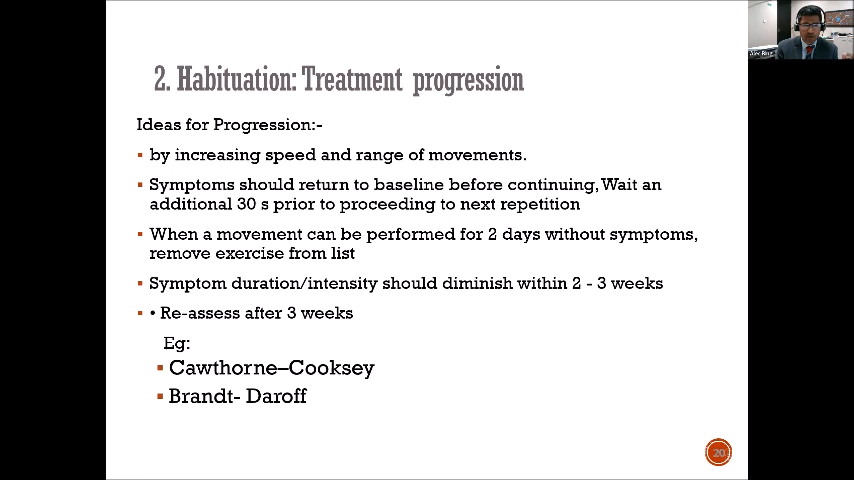 2. Habituation: Treatment progression
Ideas for Progression:-
▪ by increasing speed and range of movements.
▪ Symptoms should return to baseline before continuing, Wait an
additional 30 s prior to proceeding to next repetition
▪ When a movement can be performed for 2 days without symptoms,
remove exercise from list
▪ Symptom duration/intensity should diminish within 2 - 3 weeks
▪ • Re-assess after 3 weeks
Eg:
▪ Cawthorne–Cooksey
▪ Brandt- Daroff
20